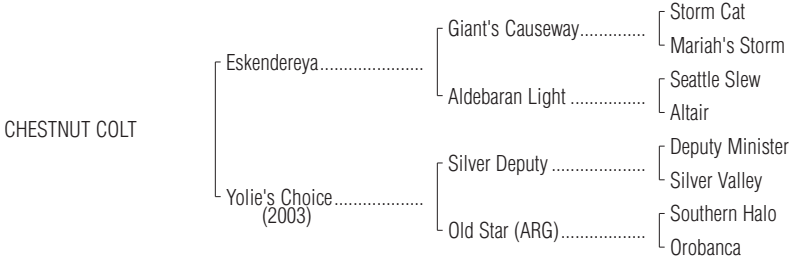 Storm Cat
Giant's Causeway..............
Mariah's Storm
Eskendereya......................
Seattle Slew
Aldebaran Light ................
Altair
CHESTNUT COLT
Deputy Minister
Silver Deputy ....................
Silver Valley
Yolie's Choice...................
(2003)
Southern Halo
Old Star (ARG)..................
Orobanca